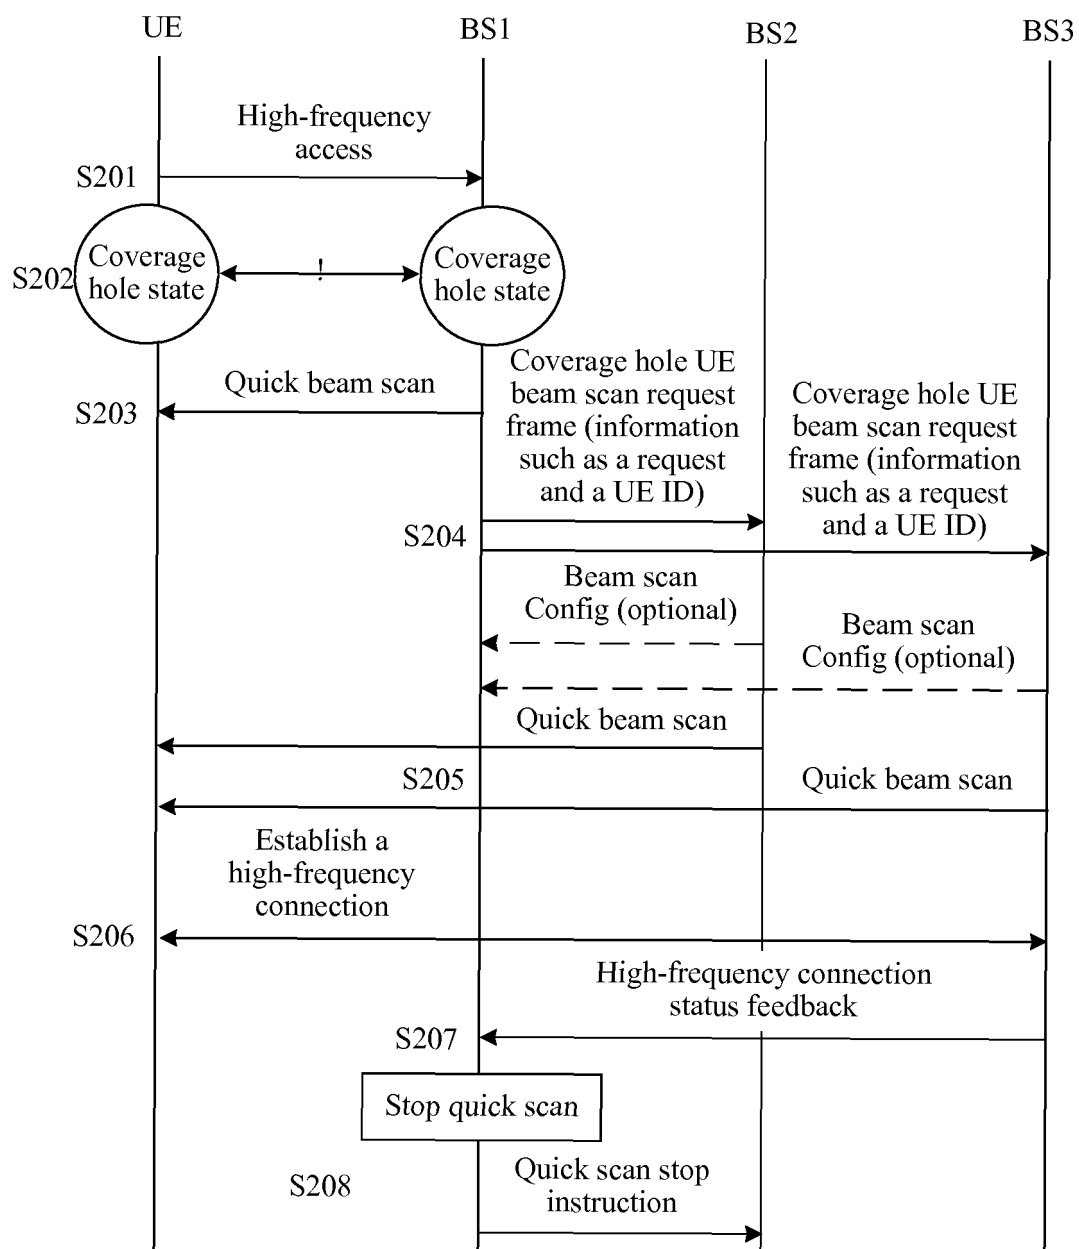 UE
BS1
BS2
BS3
High-frequency
access
S201
Coverage
hole state
!
Coverage
hole state
S202
Quick beam scan
S203
Coverage hole UE
beam scan request
frame (information
such as a request
and a UE ID)
Coverage hole UE
beam scan request
frame (information
such as a request
and a UE ID)
S204
Beam scan
Config (optional)
Beam scan
Config (optional)
Quick beam scan
S205
Quick beam scan
Establish a
high-frequency
connection
S206
High-frequency connection
status feedback
S207
Stop quick scan
S208
Quick scan stop
instruction